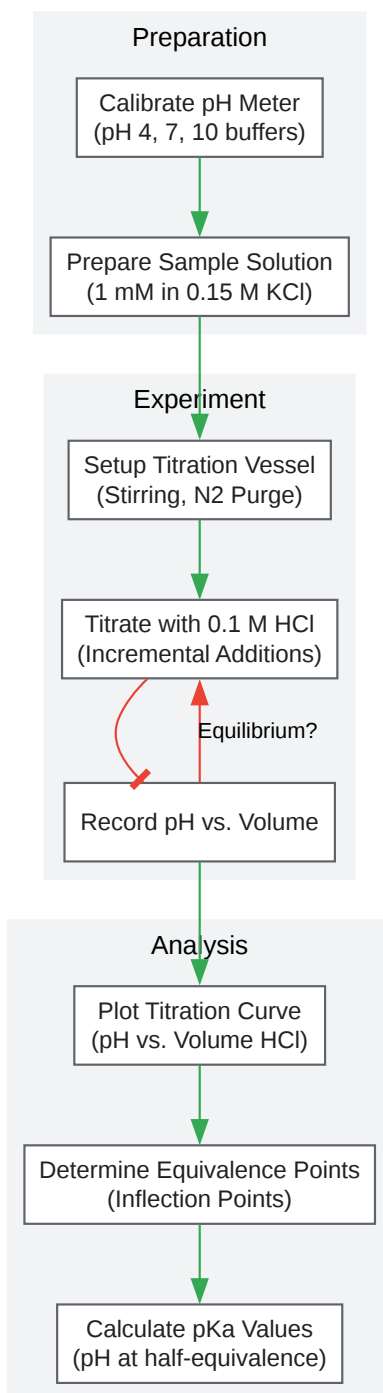 Preparation
Calibrate pH Meter
(pH 4, 7, 10 buffers)
Prepare Sample Solution
(1 mM in 0.15 M KCl)
Experiment
Setup Titration Vessel
(Stirring, N2 Purge)
Titrate with 0.1 M HCl
(Incremental Additions)
Equilibrium?
Record pH vs. Volume
Analysis
Plot Titration Curve
(pH vs. Volume HCl)
Determine Equivalence Points
(Inflection Points)
Calculate pKa Values
(pH at half-equivalence)